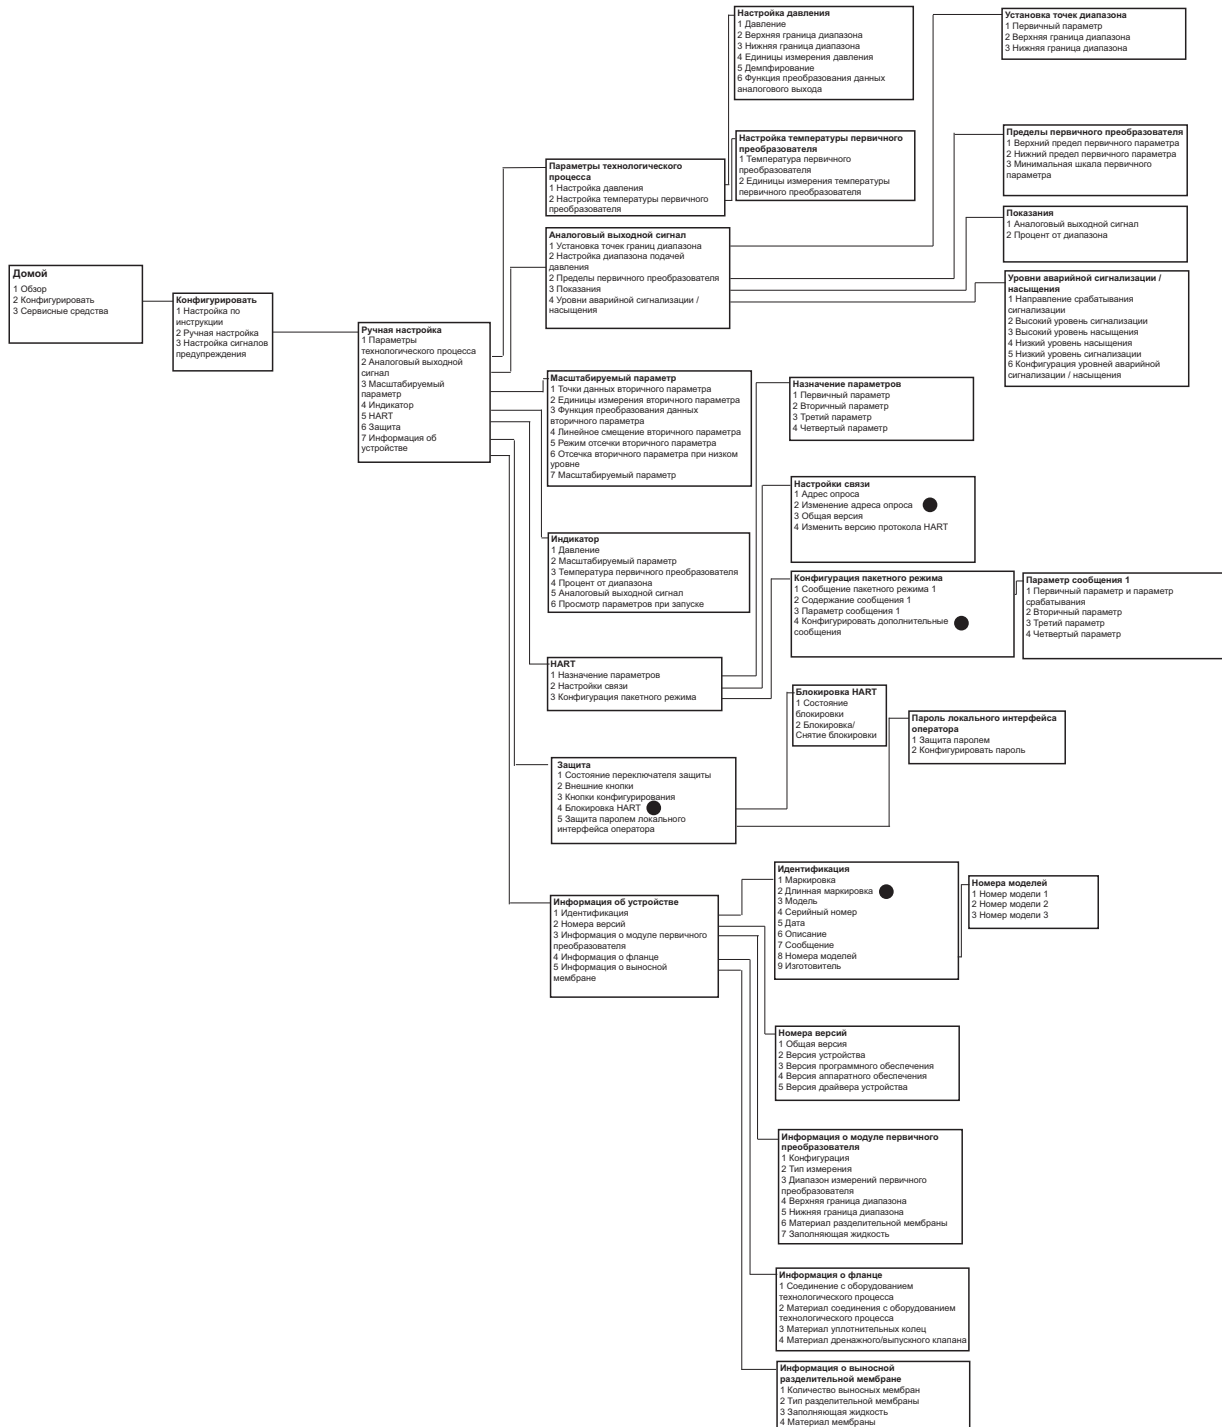 Домой
1 Обзор
2 Конфигурировать
3 Сервисные средства
Конфигурировать
1 Настройка по
инструкции
2 Ручная настройка
3 Настройка сигналов
предупреждения
Ручная настройка
1 Параметры
технологического процесса
2 Аналоговый выходной
сигнал
3 Масштабируемый
параметр
4 Индикатор
5 HART
6 Защита
7 Информация об
устройстве
Параметры технологического
процесса
1 Настройка давления
2 Настройка температуры первичного
преобразователя
Аналоговый выходной сигнал
1 Установка точек границ диапазона
2 Настройка диапазона подачей
давления
2 Пределы первичного преобразователя
3 Показания
4 Уровни аварийной сигнализации /
насыщения
Масштабируемый параметр
1 Точки данных вторичного параметра
2 Единицы измерения вторичного параметра
3 Функция преобразования данных
вторичного параметра
4 Линейное смещение вторичного параметра
5 Режим отсечки вторичного параметра
6 Отсечка вторичного параметра при низком
уровне
7 Масштабируемый параметр
Индикатор
1 Давление
2 Масштабируемый параметр
3 Температура первичного преобразователя
4 Процент от диапазона
5 Аналоговый выходной сигнал
6 Просмотр параметров при запуске
HART
1 Назначение параметров
2 Настройки связи
3 Конфигурация пакетного режима
Защита
1 Состояние переключателя защиты
2 Внешние кнопки
3 Кнопки конфигурирования
4 Блокировка HART
5 Защита паролем локального
интерфейса оператора
Информация об устройстве
1 Идентификация
2 Номера версий
3 Информация о модуле первичного
преобразователя
4 Информация о фланце
5 Информация о выносной
мембране
Настройка давления
1 Давление
2 Верхняя граница диапазона
3 Нижняя граница диапазона
4 Единицы измерения давления
5 Демпфирование
6 Функция преобразования данных
аналогового выхода
Настройка температуры первичного
преобразователя
1 Температура первичного
преобразователя
2 Единицы измерения температуры
первичного преобразователя
Установка точек диапазона
1 Первичный параметр
2 Верхняя граница диапазона
3 Нижняя граница диапазона
Пределы первичного преобразователя
1 Верхний предел первичного параметра
2 Нижний предел первичного параметра
3 Минимальная шкала первичного
параметра
Показания
1 Аналоговый выходной сигнал
2 Процент от диапазона
Уровни аварийной сигнализации /
насыщения
1 Направление срабатывания
сигнализации
2 Высокий уровень сигнализации
3 Высокий уровень насыщения
4 Низкий уровень насыщения
5 Низкий уровень сигнализации
6 Конфигурация уровней аварийной
сигнализации / насыщения
Назначение параметров
1 Первичный параметр
2 Вторичный параметр
3 Третий параметр
4 Четвертый параметр
Настройки связи
1 Адрес опроса
2 Изменение адреса опроса
3 Общая версия
4 Изменить версию протокола HART
Конфигурация пакетного режима
1 Сообщение пакетного режима 1
2 Содержание сообщения 1
3 Параметр сообщения 1
4 Конфигурировать дополнительные
сообщения
Параметр сообщения 1
1 Первичный параметр и параметр
срабатывания
2 Вторичный параметр
3 Третий параметр
4 Четвертый параметр
Блокировка HART
1 Состояние
блокировки
2 Блокировка/
Снятие блокировки
Пароль локального интерфейса
оператора
1 Защита паролем
2 Конфигурировать пароль
Идентификация
1 Маркировка
2 Длинная маркировка
3 Модель
4 Серийный номер
5 Дата
6 Описание
7 Сообщение
8 Номера моделей
9 Изготовитель
Номера моделей
1 Номер модели 1
2 Номер модели 2
3 Номер модели 3
Номера версий
1 Общая версия
2 Версия устройства
3 Версия программного обеспечения
4 Версия аппаратного обеспечения
5 Версия драйвера устройства
Информация о модуле первичного
преобразователя
1 Конфигурация
2 Тип измерения
3 Диапазон измерений первичного
преобразователя
4 Верхняя граница диапазона
5 Нижняя граница диапазона
6 Материал разделительной мембраны
7 Заполняющая жидкость
Информация о фланце
1 Соединение с оборудованием
технологического процесса
2 Материал соединения с оборудованием
технологического процесса
3 Материал уплотнительных колец
4 Материал дренажного/выпускного клапана
Информация о выносной
разделительной мембране
1 Количество выносных мембран
2 Тип разделительной мембраны
3 Заполняющая жидкость
4 Материал мембраны